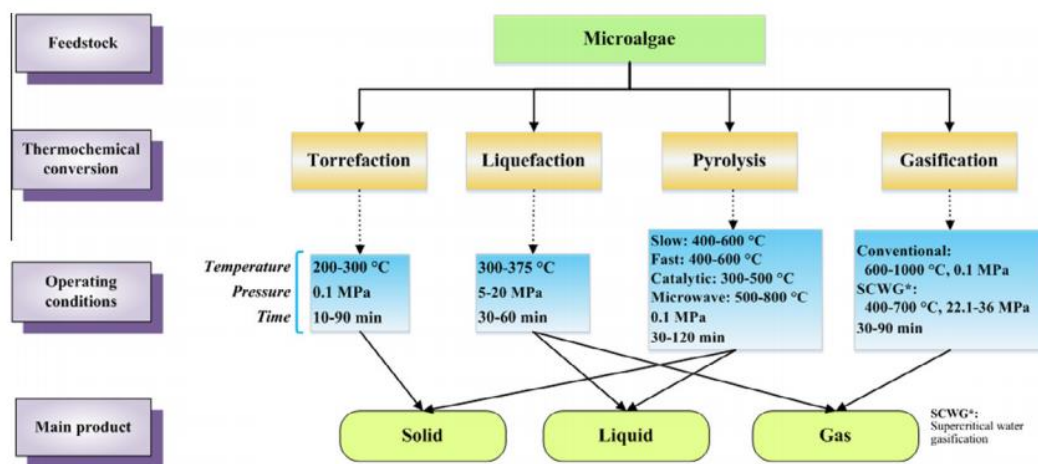 Feedstock
Microalgae
Thermochemical
conversion
Torrefaction
Liquefaction
Pyrolysis
Gasification
Operating
conditions
Temperature
Pressure
Time
200-300 °C
0.1 MPa
10-90 min
300-375 °C
5-20 MPa
30-60 min
Slow: 400-600 °C
Fast: 400-600 °C
Catalytic: 300-500 °C
Microwave: 500-800 °C
0.1 MPa
30-120 min
Conventional:
600-1000 °C, 0.1 MPa
SCWG*:
400-700 °C, 22.1-36 MPa
30-90 min
Main product
Solid
Liquid
Gas
SCWG*:
Supercritical water
gasification